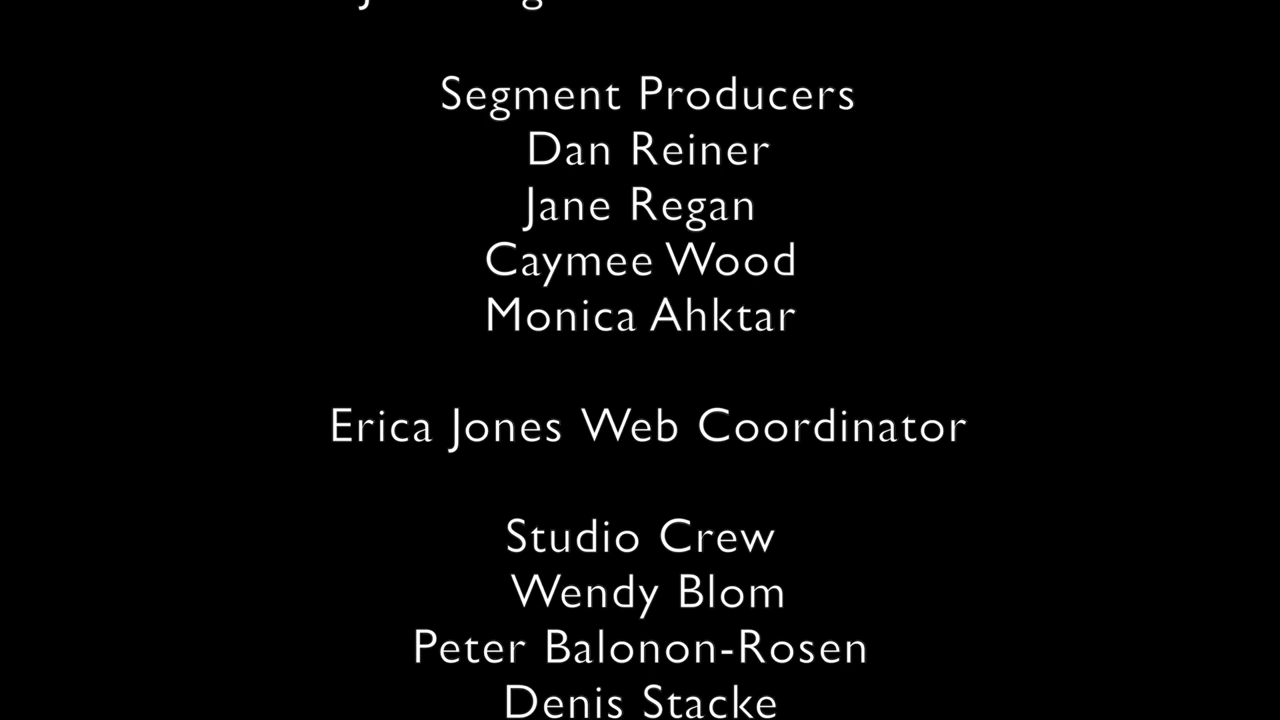 Segment Producers
Dan Reiner
Jane Regan
Caymee Wood
Monica Ahktar
Erica Jones Web Coordinator
Studio Crew
Wendy Blom
Peter Balonon-Rosen
Denis Stacke